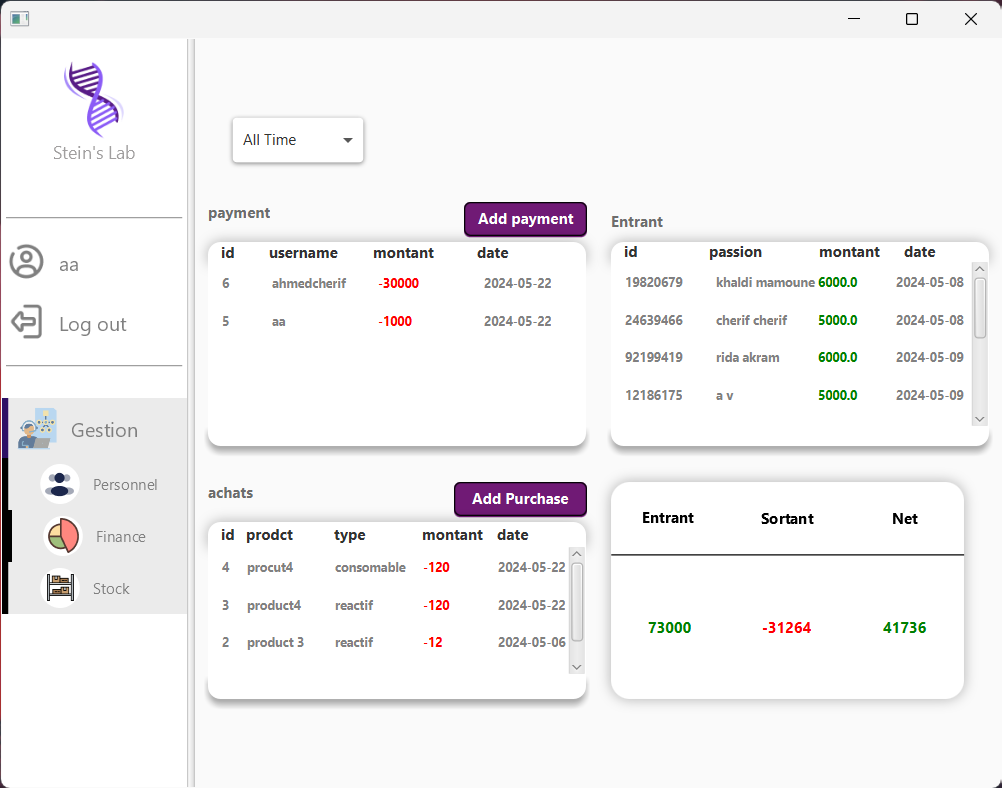 Stein's Lab
aa
Log out
Gestion
Personnel
Finance
Stock
All Time
payment
Add payment
id username montant date
6 ahmedcherif -30000 2024-05-22
5 aa -1000 2024-05-22
Entrant
id passion montant date
19820679 khaldi mamoune 6000.0 2024-05-08
24639466 cherif cherif 5000.0 2024-05-08
92199419 rida akram 6000.0 2024-05-09
12186175 a v 5000.0 2024-05-09
achats
Add Purchase
id prodct type montant date
4 procut4 consomable -120 2024-05-22
3 product4 reactif -120 2024-05-22
2 product 3 reactif -12 2024-05-06
Entrant Sortant Net
73000 -31264 41736